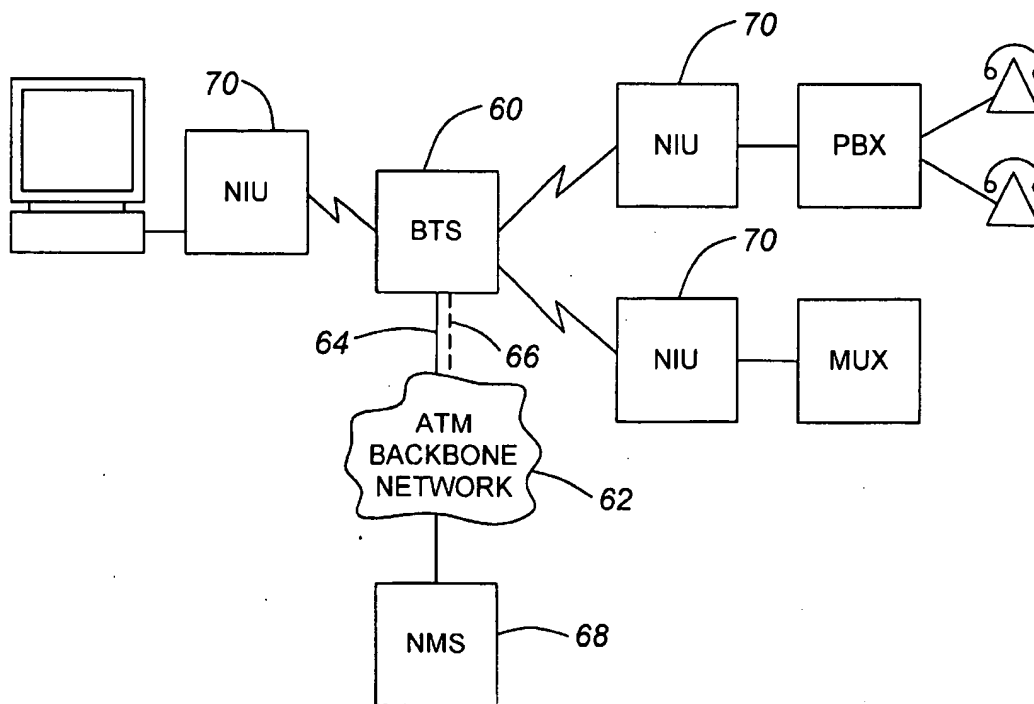 70
70
60
NIU
PBX
NIU
BTS
70
64
66
NIU
MUX
ATM
BACKBONE
NETWORK
62
NMS
68